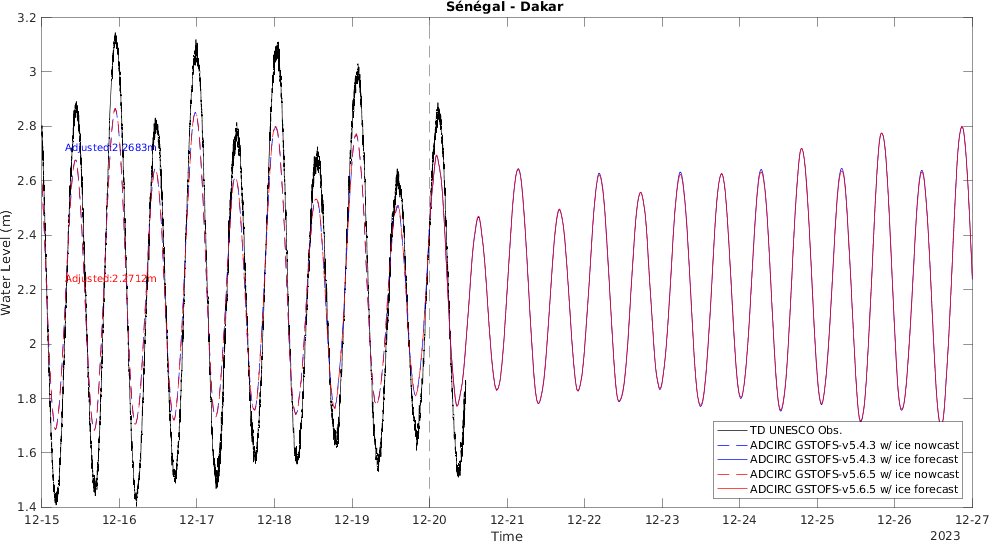 Sénégal - Dakar
3.2
3
2.8
2.6
2.4
2.2
2
1.8
1.6
1.4
Water Level (m)
Adjusted:2.2683m
Adjusted:2.2712m
TD UNESCO Obs.
ADCIRC GSTOFS-v5.4.3 w/ ice nowcast
ADCIRC GSTOFS-v5.4.3 w/ ice forecast
ADCIRC GSTOFS-v5.6.5 w/ ice nowcast
ADCIRC GSTOFS-v5.6.5 w/ ice forecast
12-15 12-16 12-17 12-18 12-19 12-20 12-21 12-22 12-23 12-24 12-25 12-26 12-27
Time
2023